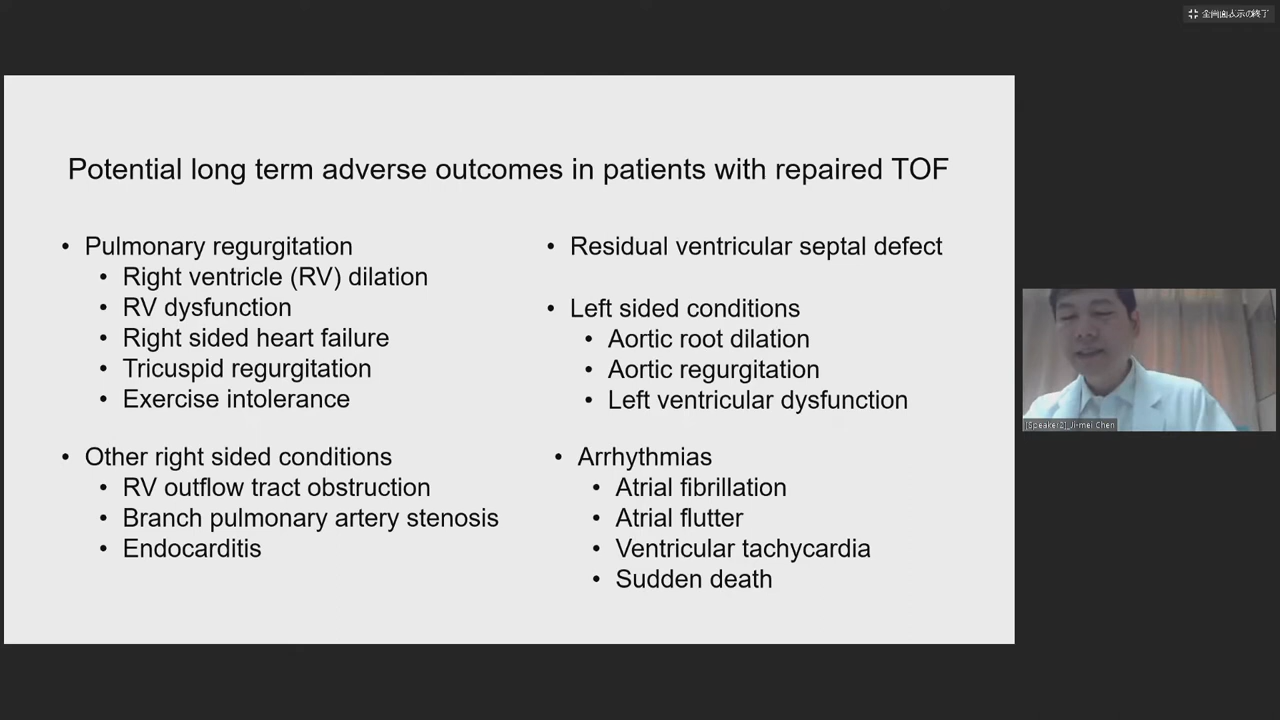 全画面表示の終了
Potential long term adverse outcomes in patients with repaired TOF
• Pulmonary regurgitation
• Right ventricle (RV) dilation
• RV dysfunction
• Right sided heart failure
• Tricuspid regurgitation
• Exercise intolerance
• Other right sided conditions
• RV outflow tract obstruction
• Branch pulmonary artery stenosis
• Endocarditis
• Residual ventricular septal defect
• Left sided conditions
• Aortic root dilation
• Aortic regurgitation
• Left ventricular dysfunction
• Arrhythmias
• Atrial fibrillation
• Atrial flutter
• Ventricular tachycardia
• Sudden death
[Speaker2]_Ji-mei Chen